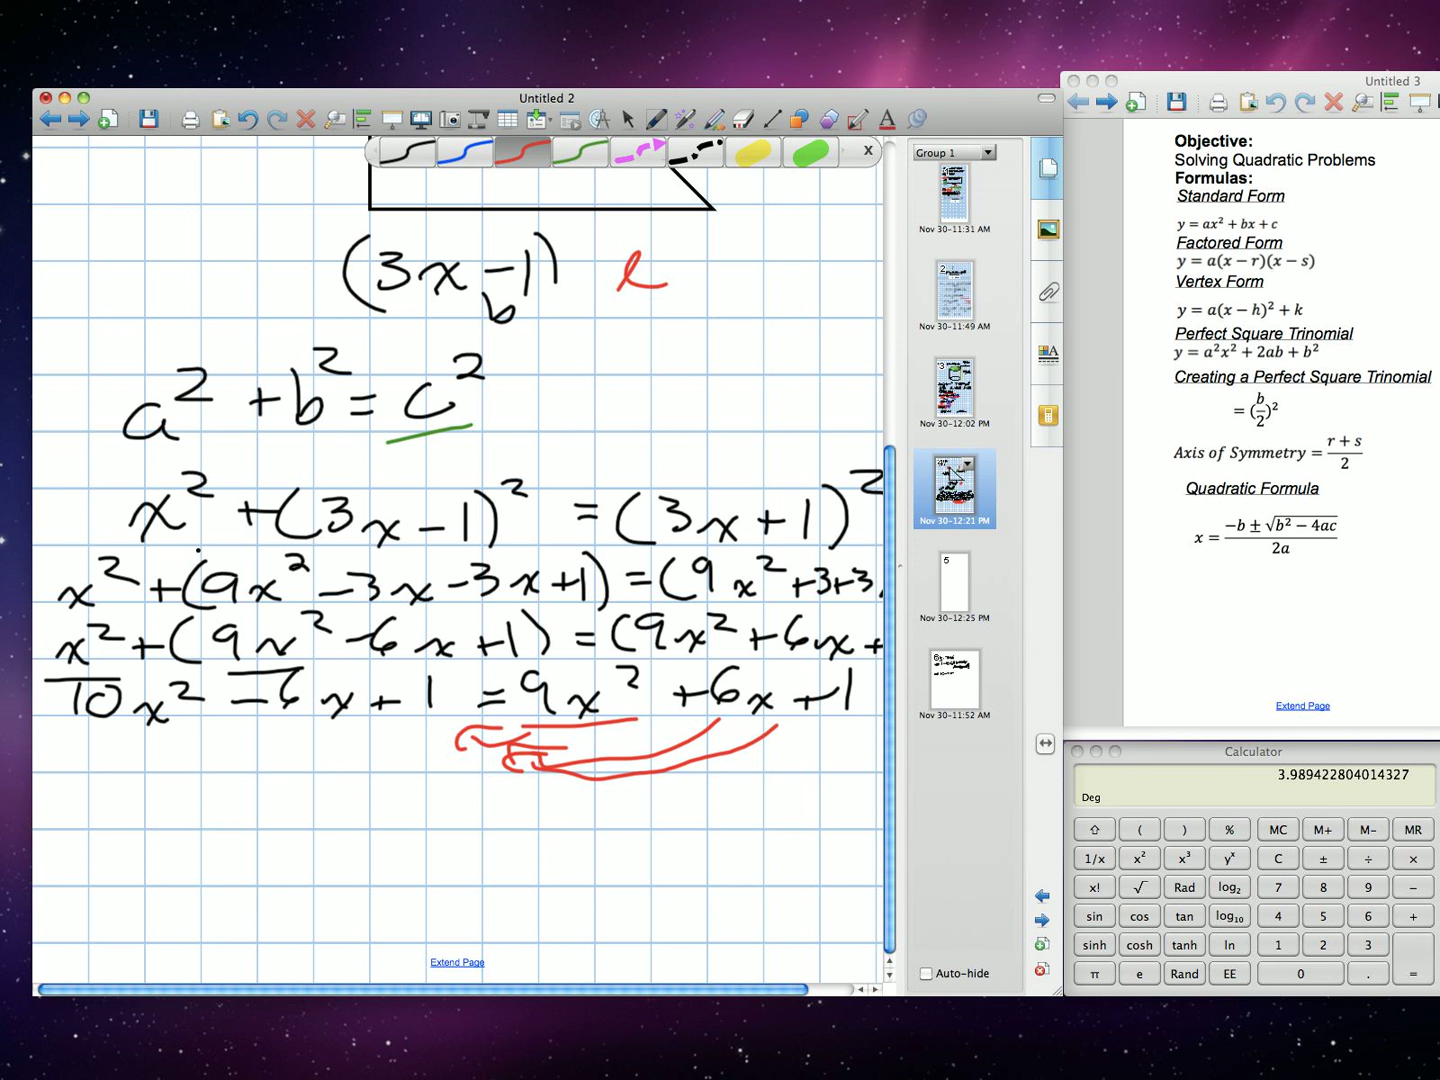 Untitled 2
Untitled 3
Group 1
x
Nov 30-11:31 AM
2
Nov 30-11:49 AM
3
Nov 30-12:02 PM
Nov 30-12:21 PM
5
Nov 30-12:25 PM
Nov 30-11:52 AM
Auto-hide
(3x - 1) l
b
a² + b² = c²
x² + (3x - 1)² = (3x + 1)²
x² + (9x² - 3x - 3x + 1) = (9x² + 3 + 3
x² + (9x² - 6x + 1) = (9x² + 6x +
10x² - 6x + 1 = 9x² + 6x + 1
Extend Page
Objective:
Solving Quadratic Problems
Formulas:
Standard Form
y = ax² + bx + c
Factored Form
y = a(x − r)(x − s)
Vertex Form
y = a(x − h)² + k
Perfect Square Trinomial
y = a²x² + 2ab + b²
Creating a Perfect Square Trinomial
= (b/2)²
Axis of Symmetry = r + s / 2
Quadratic Formula
x = −b ± √b² − 4ac / 2a
Extend Page
Calculator
3.989422804014327
Deg
( ) % MC M+ M− MR
1/x x² x³ yˣ C ± ÷ ×
x! √ Rad log₂ 7 8 9 −
sin cos tan log₁₀ 4 5 6 +
sinh cosh tanh ln 1 2 3
π e Rand EE 0 . =